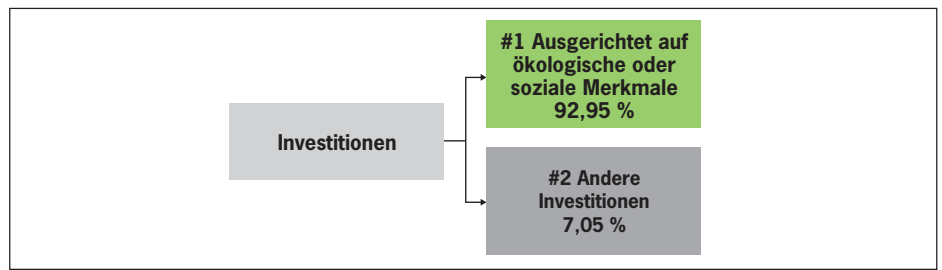 Investitionen
#1 Ausgerichtet auf
ökologische oder
soziale Merkmale
92,95 %
#2 Andere
Investitionen
7,05 %